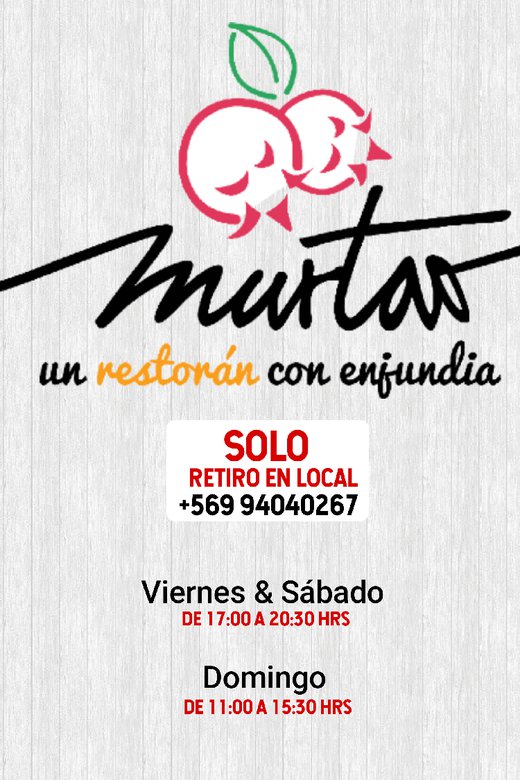 murtao
un restorán con enjundia
SOLO
RETIRO EN LOCAL
+569 94040267
Viernes & Sábado
DE 17:00 A 20:30 HRS
Domingo
DE 11:00 A 15:30 HRS